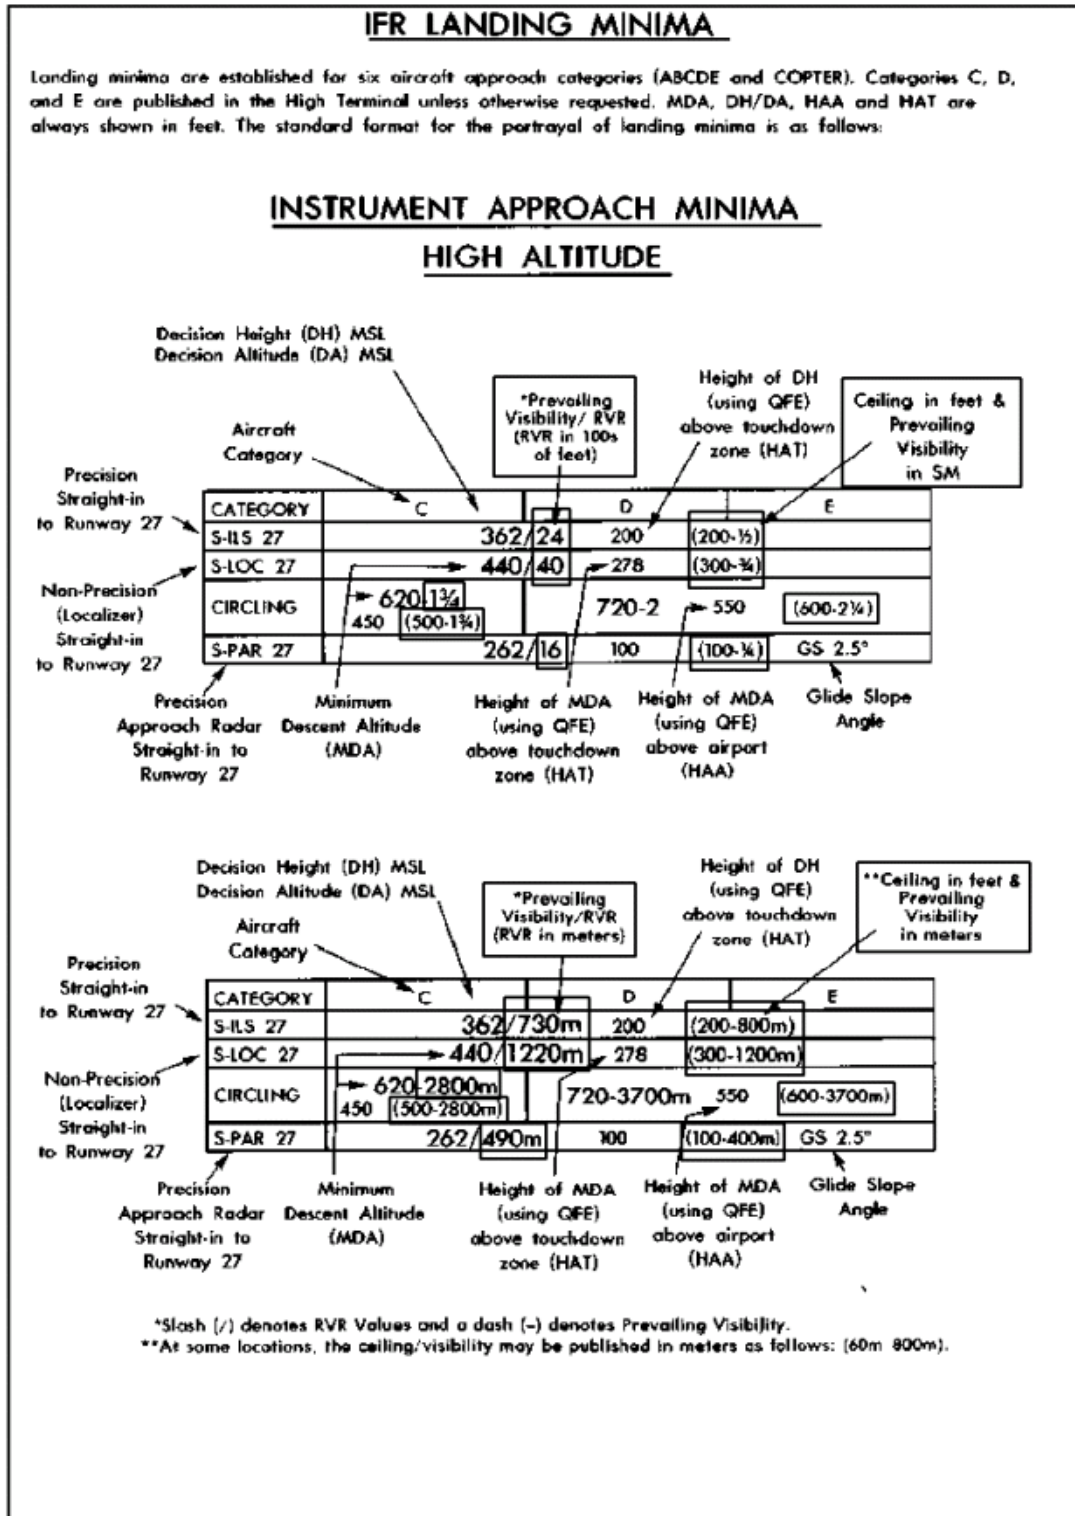 IFR LANDING MINIMA
Landing minima are established for six aircraft approach categories (ABCDE and COPTER). Categories C, D,
and E are published in the High Terminal unless otherwise requested. MDA, DH/DA, HAA and HAT are
always shown in feet. The standard format for the portrayal of landing minima is as follows:
INSTRUMENT APPROACH MINIMA
HIGH ALTITUDE
Decision Height (DH) MSL
Decision Altitude (DA) MSL
*Prevailing
Visibility/ RVR
(RVR in 100s
of feet)
Height of DH
(using QFE)
above touchdown
zone (HAT)
Ceiling in feet &
Prevailing
Visibility
in SM
Aircraft
Category
Precision
Straight-in
to Runway 27
Non-Precision
(Localizer)
Straight-in
to Runway 27
CATEGORY C D E
S-ILS 27 362/24 200 (200-½)
S-LOC 27 440/40 278 (300-¾)
CIRCLING 620-1¾ 720-2 550 (600-2¼)
450 (500-1¾)
S-PAR 27 262/16 100 (100-¼) GS 2.5°
Precision
Approach Radar
Straight-in to
Runway 27
Minimum
Descent Altitude
(MDA)
Height of MDA
(using QFE)
above touchdown
zone (HAT)
Height of MDA
(using QFE)
above airport
(HAA)
Glide Slope
Angle
Decision Height (DH) MSL
Decision Altitude (DA) MSL
*Prevailing
Visibility/RVR
(RVR in meters)
Height of DH
(using QFE)
above touchdown
zone (HAT)
**Ceiling in feet &
Prevailing
Visibility
in meters
Aircraft
Category
Precision
Straight-in
to Runway 27
Non-Precision
(Localizer)
Straight-in
to Runway 27
CATEGORY C D E
S-ILS 27 362/730m 200 (200-800m)
S-LOC 27 440/1220m 278 (300-1200m)
CIRCLING 620-2800m 720-3700m 550 (600-3700m)
450 (500-2800m)
S-PAR 27 262/490m 100 (100-400m) GS 2.5°
Precision
Approach Radar
Straight-in to
Runway 27
Minimum
Descent Altitude
(MDA)
Height of MDA
(using QFE)
above touchdown
zone (HAT)
Height of MDA
(using QFE)
above airport
(HAA)
Glide Slope
Angle
*Slash (/) denotes RVR Values and a dash (-) denotes Prevailing Visibility.
**At some locations, the ceiling/visibility may be published in meters as follows: (60m 800m).